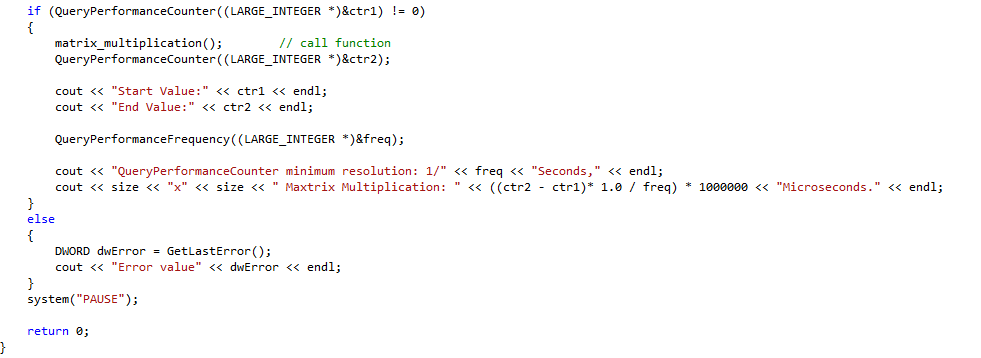 if (QueryPerformanceCounter((LARGE_INTEGER *)&ctr1) != 0)
{
matrix_multiplication(); // call function
QueryPerformanceCounter((LARGE_INTEGER *)&ctr2);
cout << "Start Value:" << ctr1 << endl;
cout << "End Value:" << ctr2 << endl;
QueryPerformanceFrequency((LARGE_INTEGER *)&freq);
cout << "QueryPerformanceCounter minimum resolution: 1/" << freq << "Seconds," << endl;
cout << size << "x" << size << " Maxtrix Multiplication: " << ((ctr2 - ctr1)* 1.0 / freq) * 1000000 << "Microseconds." << endl;
}
else
{
DWORD dwError = GetLastError();
cout << "Error value" << dwError << endl;
}
system("PAUSE");
return 0;
}